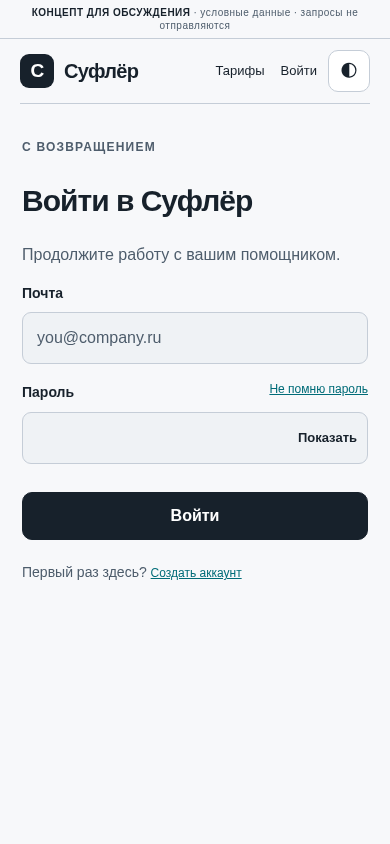 КОНЦЕПТ ДЛЯ ОБСУЖДЕНИЯ · условные данные · запросы не
отправляются
С Суфлёр Тарифы Войти
С ВОЗВРАЩЕНИЕМ
Войти в Суфлёр
Продолжите работу с вашим помощником.
Почта
you@company.ru
Пароль Не помню пароль
Показать
Войти
Первый раз здесь? Создать аккаунт